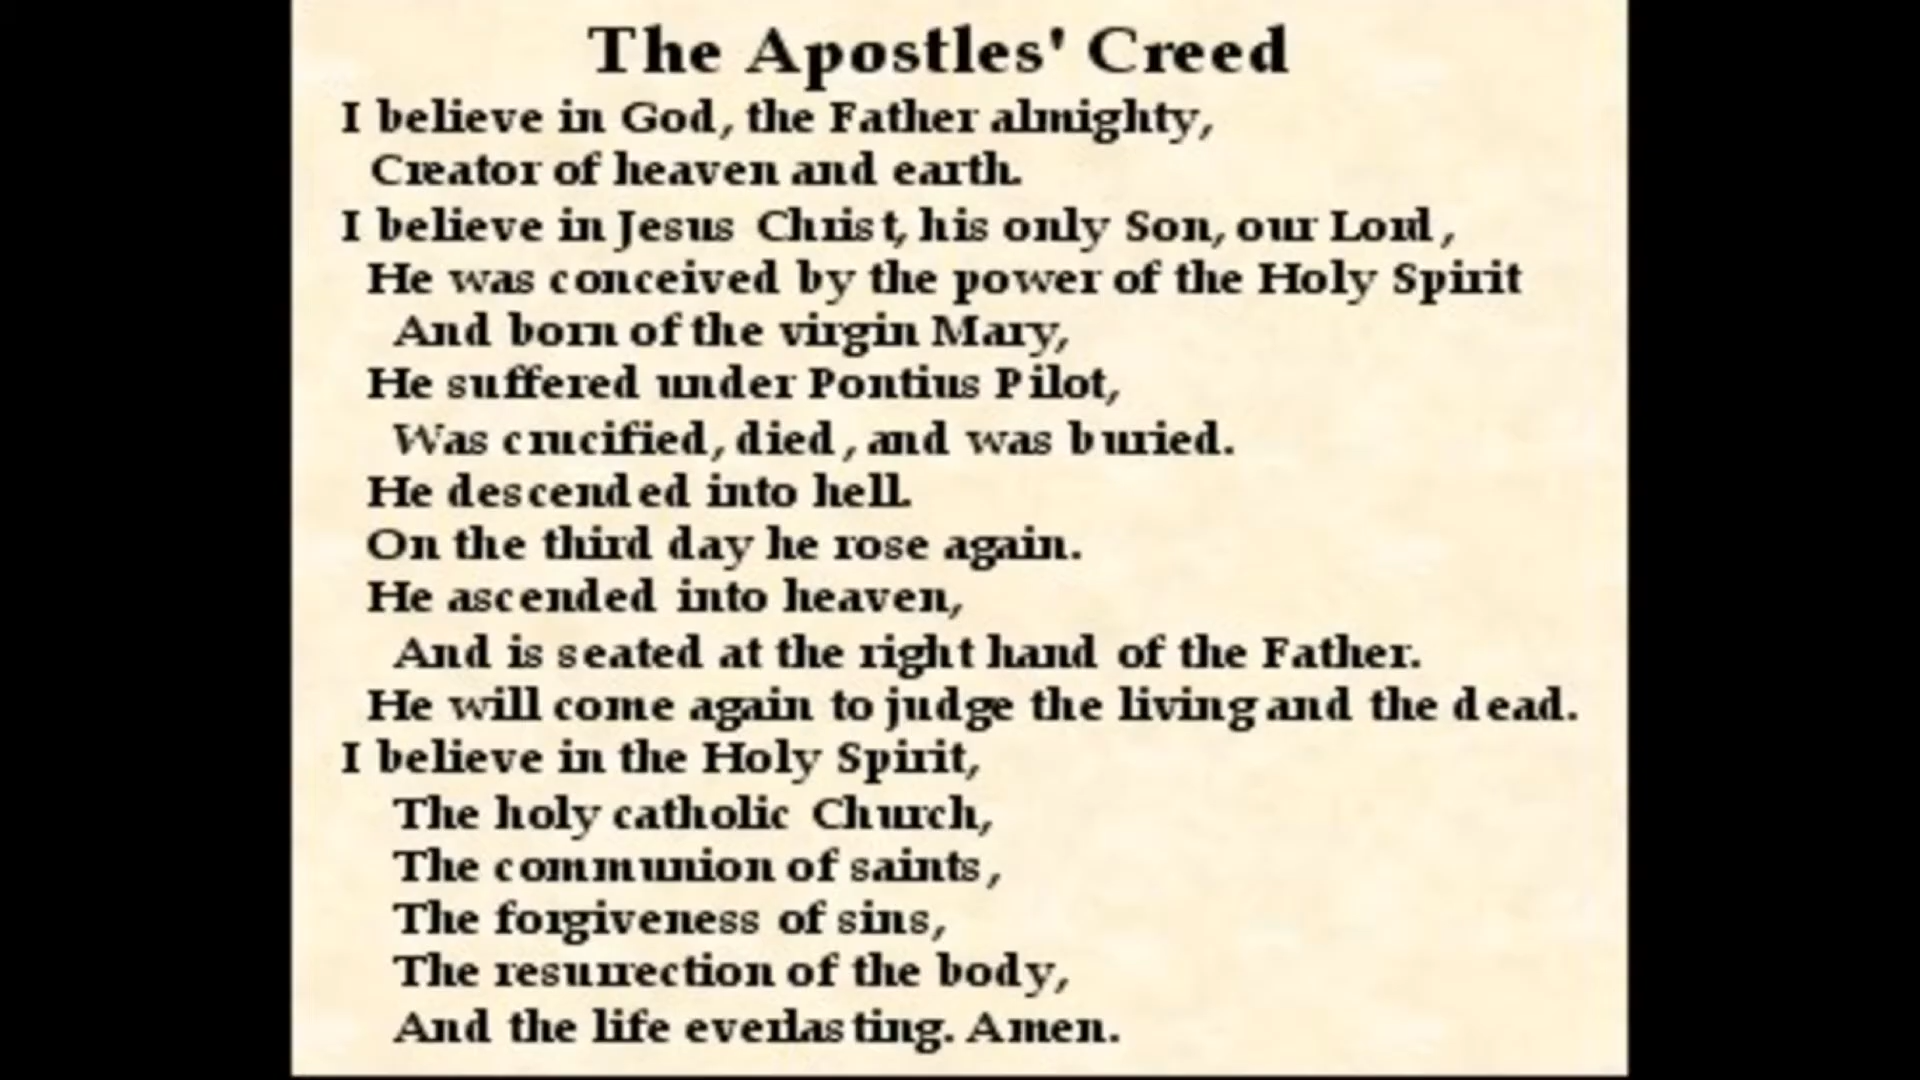 The Apostles' Creed
I believe in God, the Father almighty,
Creator of heaven and earth.
I believe in Jesus Christ, his only Son, our Lord,
He was conceived by the power of the Holy Spirit
And born of the virgin Mary,
He suffered under Pontius Pilot,
Was crucified, died, and was buried.
He descended into hell.
On the third day he rose again.
He ascended into heaven,
And is seated at the right hand of the Father.
He will come again to judge the living and the dead.
I believe in the Holy Spirit,
The holy catholic Church,
The communion of saints,
The forgiveness of sins,
The resurrection of the body,
And the life everlasting. Amen.